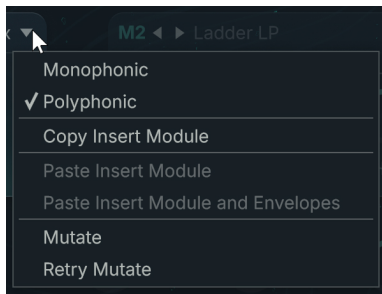 M2 Ladder LP
Monophonic
Polyphonic
Copy Insert Module
Paste Insert Module
Paste Insert Module and Envelopes
Mutate
Retry Mutate